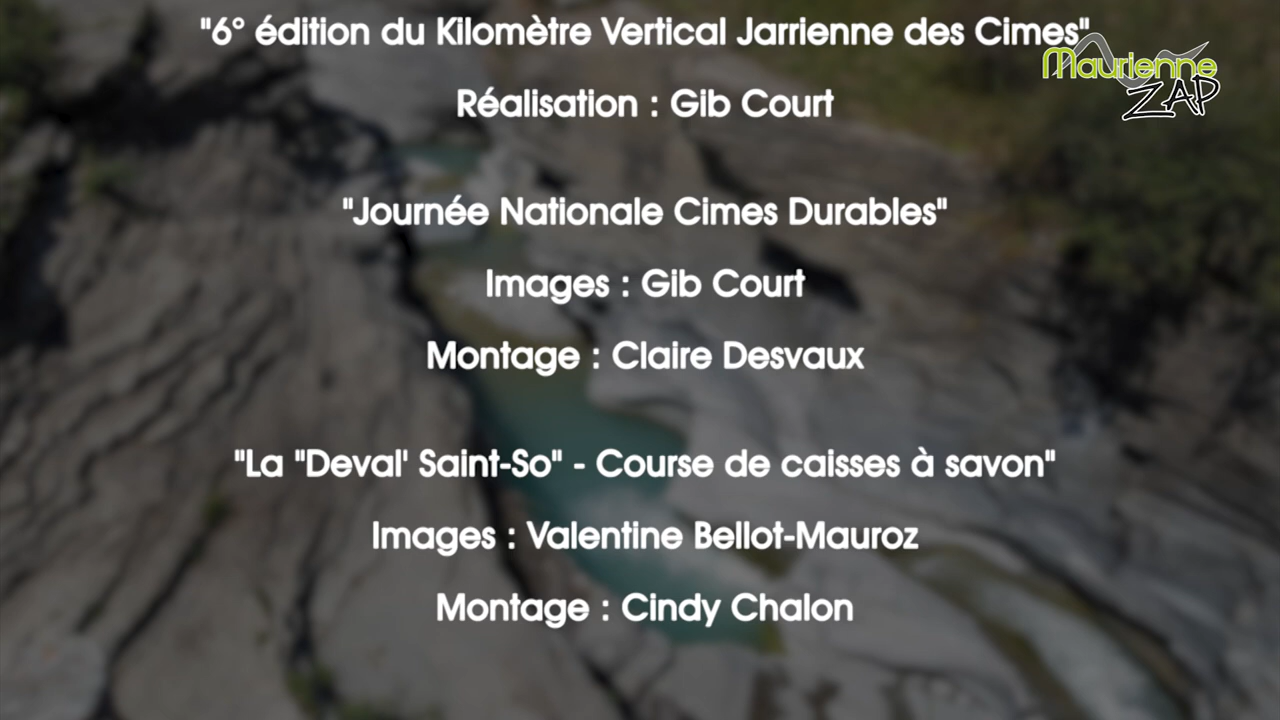 "6° édition du Kilomètre Vertical Jarrienne des Cimes"
Maurienne
ZAP
Réalisation : Gib Court
"Journée Nationale Cimes Durables"
Images : Gib Court
Montage : Claire Desvaux
"La "Deval' Saint-So" - Course de caisses à savon"
Images : Valentine Bellot-Mauroz
Montage : Cindy Chalon